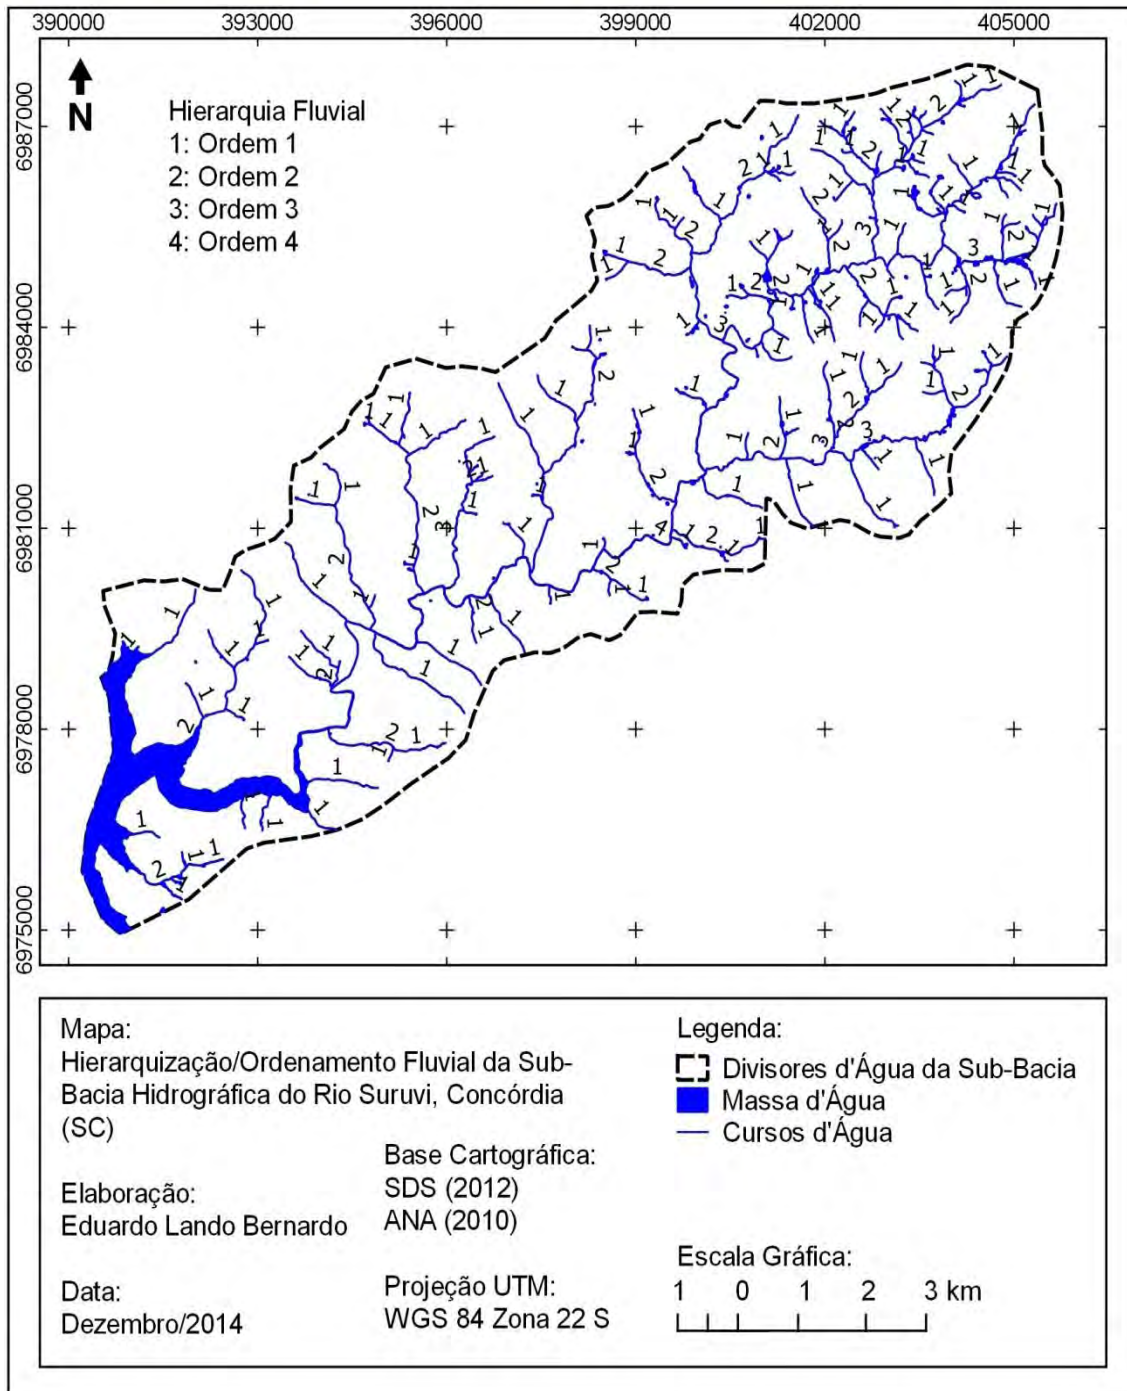 390000 393000 396000 399000 402000 405000
6987000
6984000
6981000
6978000
6975000
N
Hierarquia Fluvial
1: Ordem 1
2: Ordem 2
3: Ordem 3
4: Ordem 4
Mapa:
Hierarquização/Ordenamento Fluvial da Sub-
Bacia Hidrográfica do Rio Suruvi, Concórdia
(SC)
Elaboração:
Eduardo Lando Bernardo
Data:
Dezembro/2014
Base Cartográfica:
SDS (2012)
ANA (2010)
Projeção UTM:
WGS 84 Zona 22 S
Legenda:
Divisores d'Água da Sub-Bacia
Massa d'Água
Cursos d'Água
Escala Gráfica:
1 0 1 2 3 km